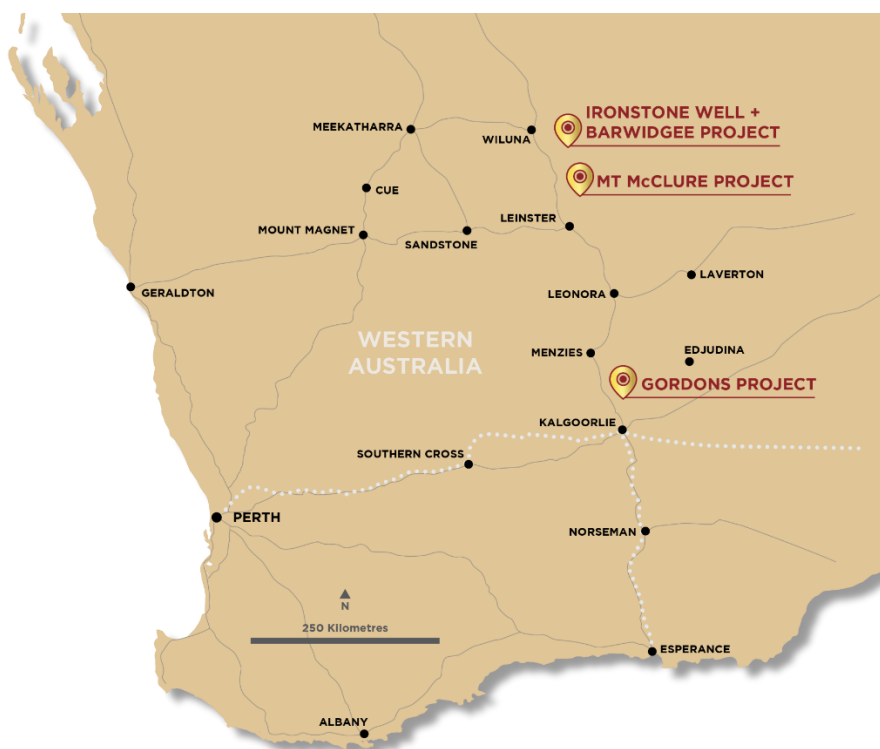 IRONSTONE WELL +
BARWIDGEE PROJECT
MEEKATHARRA
WILUNA
MT McCLURE PROJECT
CUE
LEINSTER
MOUNT MAGNET
SANDSTONE
LAVERTON
GERALDTON
LEONORA
WESTERN
AUSTRALIA
MENZIES
EDJUDINA
GORDONS PROJECT
KALGOORLIE
SOUTHERN CROSS
PERTH
NORSEMAN
N
250 Kilometres
ESPERANCE
ALBANY